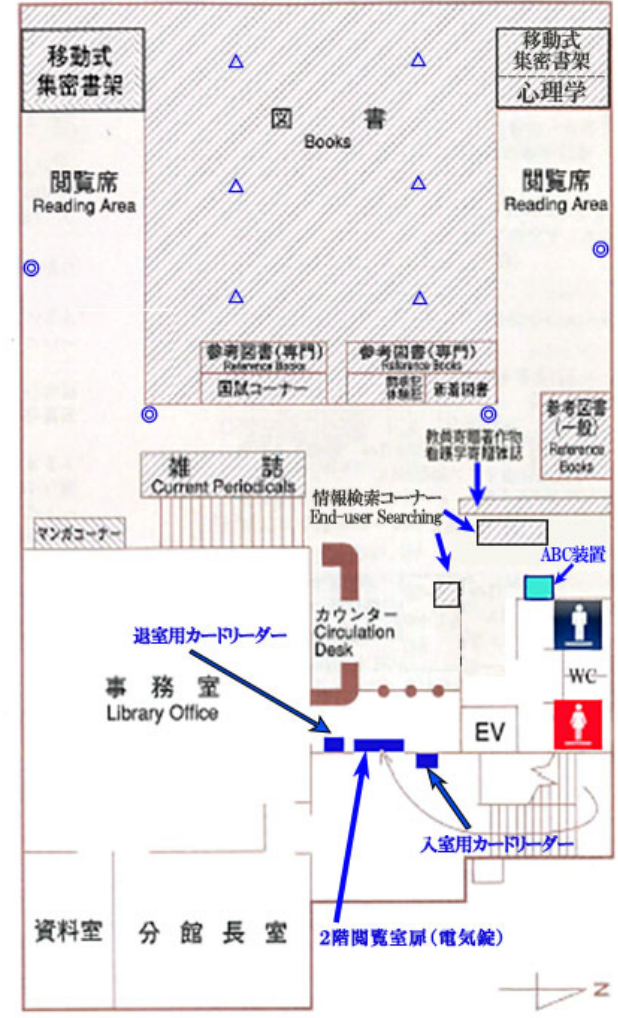 移動式
集密書架
移動式
集密書架
心理学
図 書
Books
閲覧席
Reading Area
閲覧席
Reading Area
参考図書(専門)
Reference Books
国試コーナー
参考図書(専門)
Reference Books
新着図書
参考図書
(一般)
Reference
Books
教員寄贈著作物
看護学寄贈雑誌
雑 誌
Current Periodicals
情報検索コーナー
End-user Searching
マンガコーナー
ABC装置
カウンター
Circulation
Desk
退室用カードリーダー
WC
事 務 室
Library Office
EV
入室用カードリーダー
資料室
分 館 長 室
2階閲覧室扉(電気錠)
N